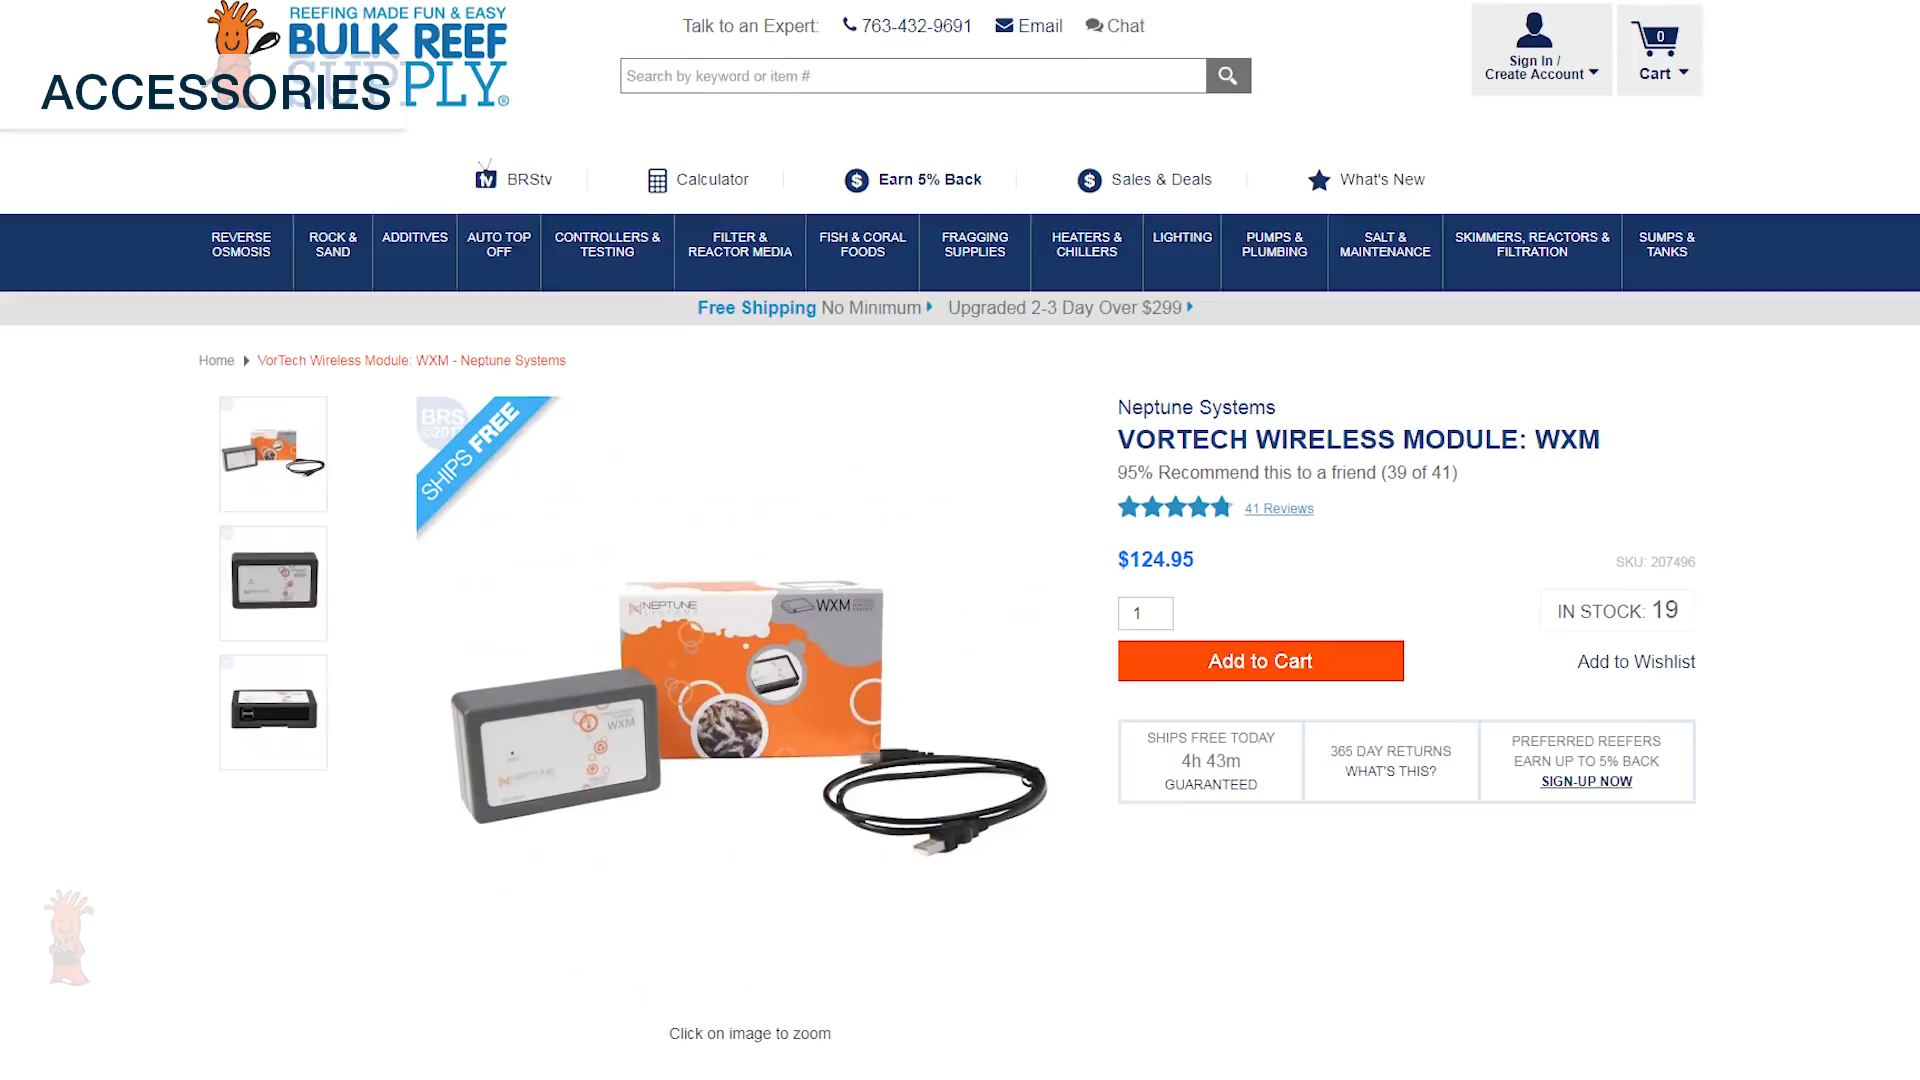 REEFING MADE FUN & EASY
BULK REEF
SUPPLY®
ACCESSORIES
Talk to an Expert: 763-432-9691 Email Chat
Search by keyword or item #
Sign In /
Create Account
0
Cart
BRStv Calculator Earn 5% Back Sales & Deals What's New
REVERSE OSMOSIS
ROCK & SAND
ADDITIVES
AUTO TOP OFF
CONTROLLERS & TESTING
FILTER & REACTOR MEDIA
FISH & CORAL FOODS
FRAGGING SUPPLIES
HEATERS & CHILLERS
LIGHTING
PUMPS & PLUMBING
SALT & MAINTENANCE
SKIMMERS, REACTORS & FILTRATION
SUMPS & TANKS
Free Shipping No Minimum Upgraded 2-3 Day Over $299
Home VorTech Wireless Module: WXM - Neptune Systems
BRS
SHIPS FREE
NEPTUNE
SYSTEMS
WXM
WXM
NEPTUNE
Click on image to zoom
Neptune Systems
VORTECH WIRELESS MODULE: WXM
95% Recommend this to a friend (39 of 41)
41 Reviews
$124.95
SKU: 207496
1
IN STOCK: 19
Add to Cart
Add to Wishlist
SHIPS FREE TODAY
4h 43m
GUARANTEED
365 DAY RETURNS
WHAT'S THIS?
PREFERRED REEFERS
EARN UP TO 5% BACK
SIGN-UP NOW